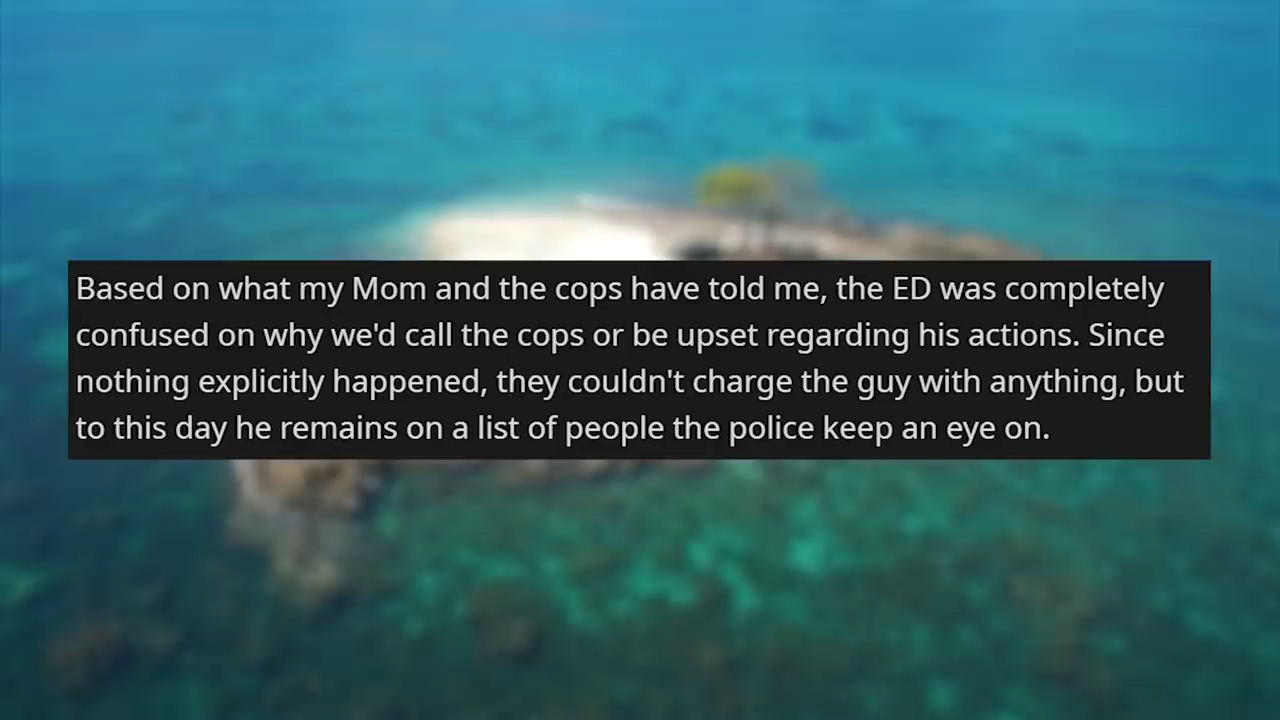 Based on what my Mom and the cops have told me, the ED was completely
confused on why we'd call the cops or be upset regarding his actions. Since
nothing explicitly happened, they couldn't charge the guy with anything, but
to this day he remains on a list of people the police keep an eye on.